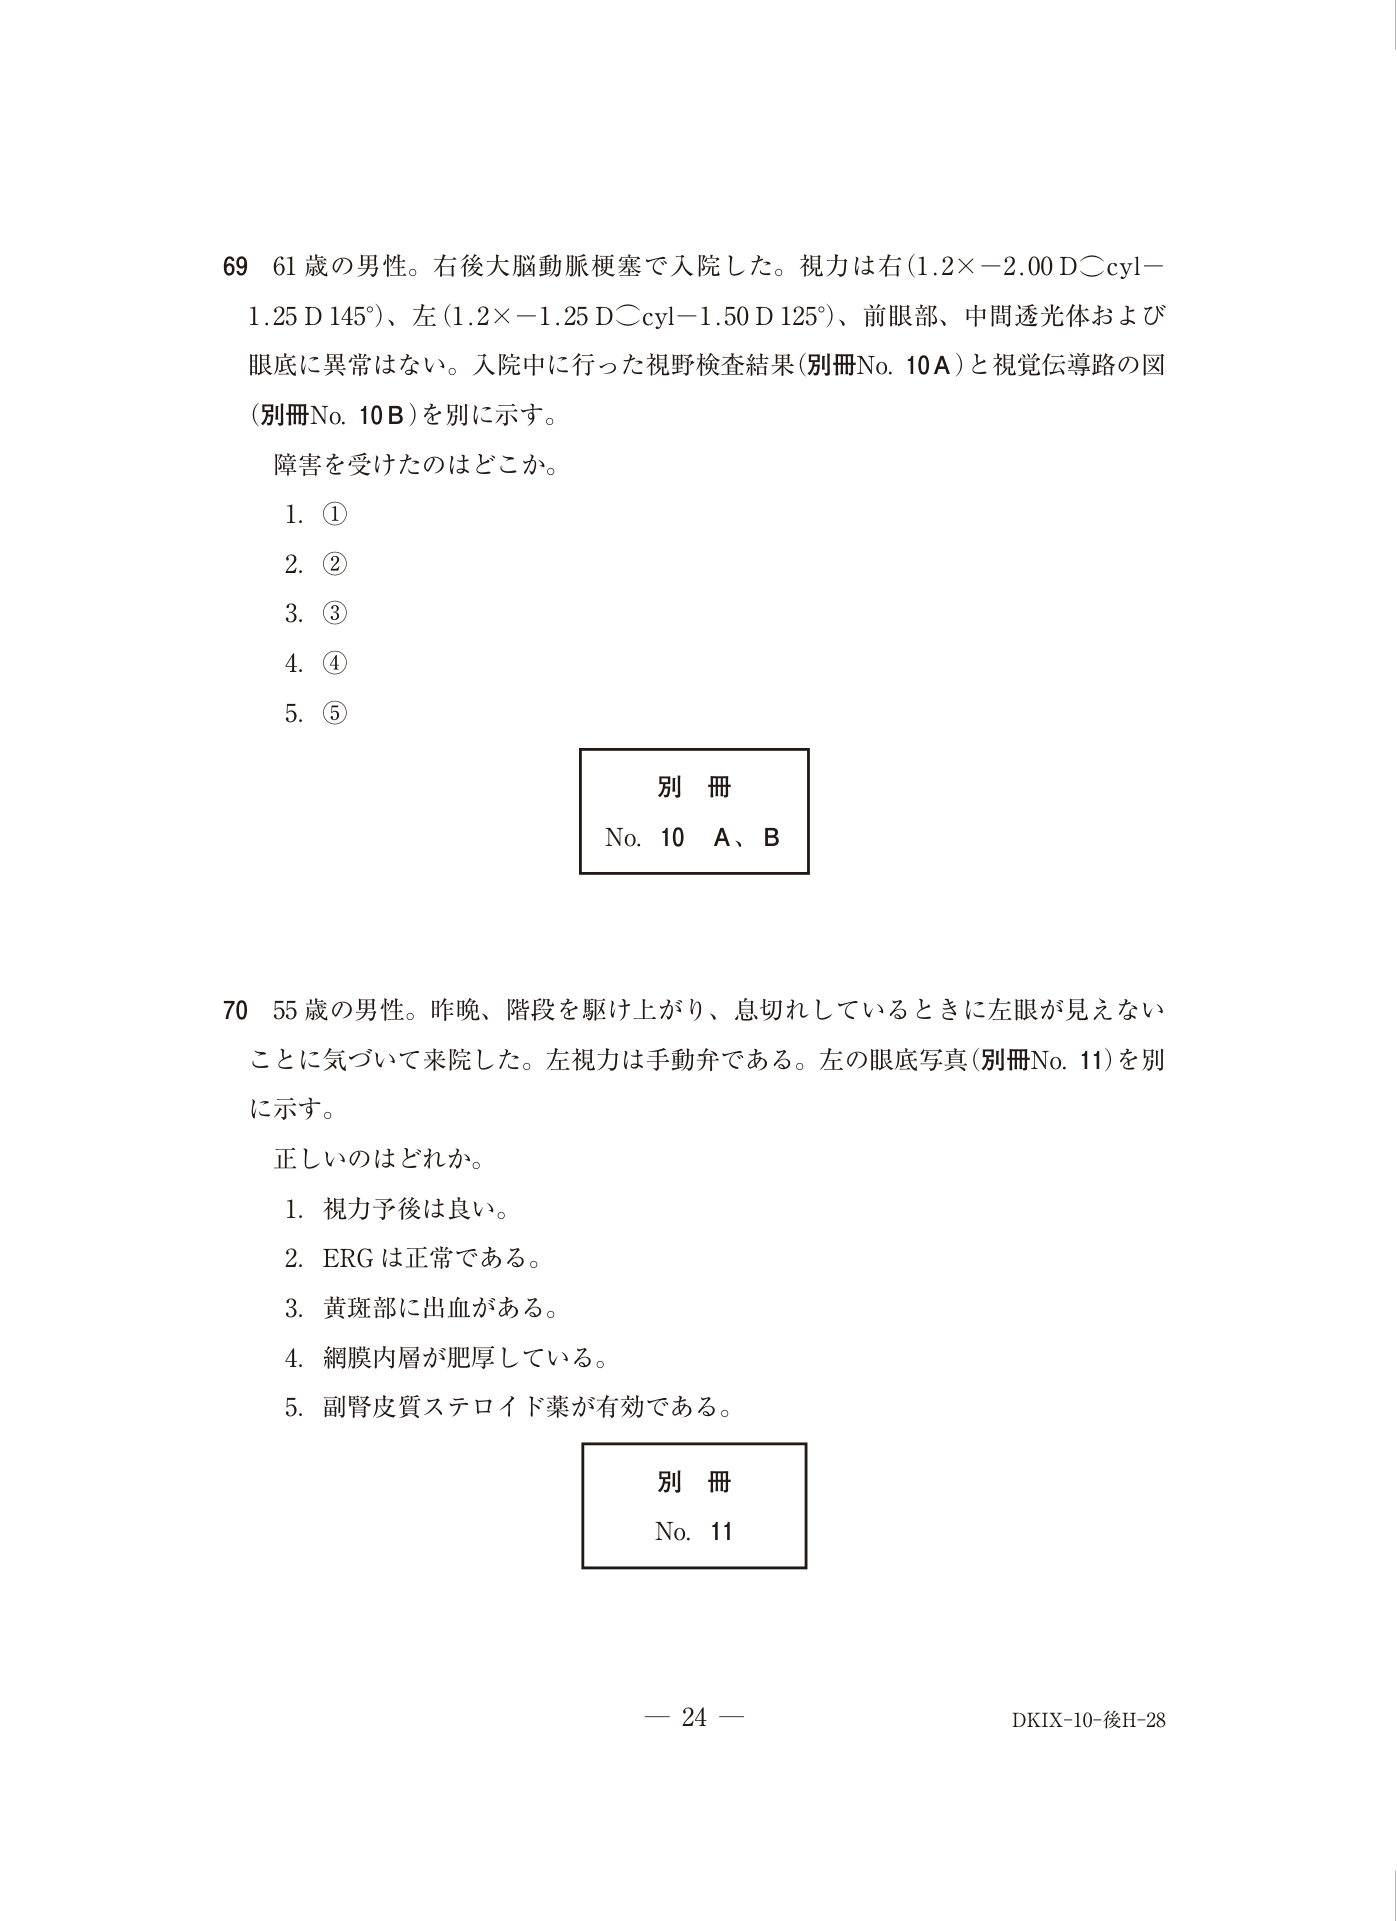 69 61歳の男性。右後大脳動脈梗塞で入院した。視力は右(1.2×−2.00 D⌒cyl−
1.25 D 145°)、左(1.2×−1.25 D⌒cyl−1.50 D 125°)、前眼部、中間透光体および
眼底に異常はない。入院中に行った視野検査結果(別冊No. 10 A)と視覚伝導路の図
(別冊No. 10 B)を別に示す。
障害を受けたのはどこか。
1. ①
2. ②
3. ③
4. ④
5. ⑤
別 冊
No. 10 A、B
70 55歳の男性。昨晩、階段を駆け上がり、息切れしているときに左眼が見えない
ことに気づいて来院した。左視力は手動弁である。左の眼底写真(別冊No. 11)を別
に示す。
正しいのはどれか。
1. 視力予後は良い。
2. ERG は正常である。
3. 黄斑部に出血がある。
4. 網膜内層が肥厚している。
5. 副腎皮質ステロイド薬が有効である。
別 冊
No. 11
— 24 —
DKIX-10-後H-28